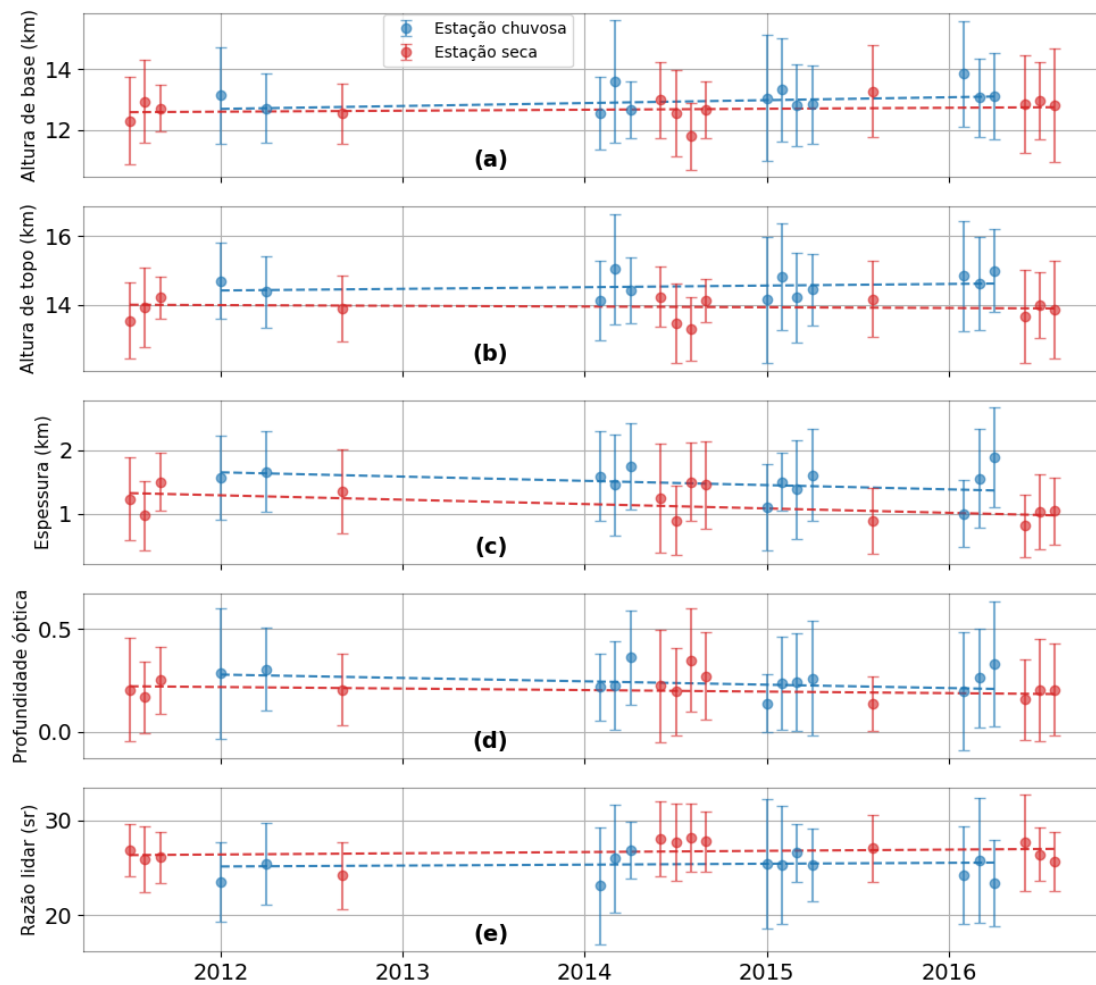 Altura de base (km)
14
12
Estação chuvosa
Estação seca
(a)
Altura de topo (km)
16
14
(b)
Espessura (km)
2
1
(c)
Profundidade óptica
0.5
0.0
(d)
Razão lidar (sr)
30
20
(e)
2012 2013 2014 2015 2016